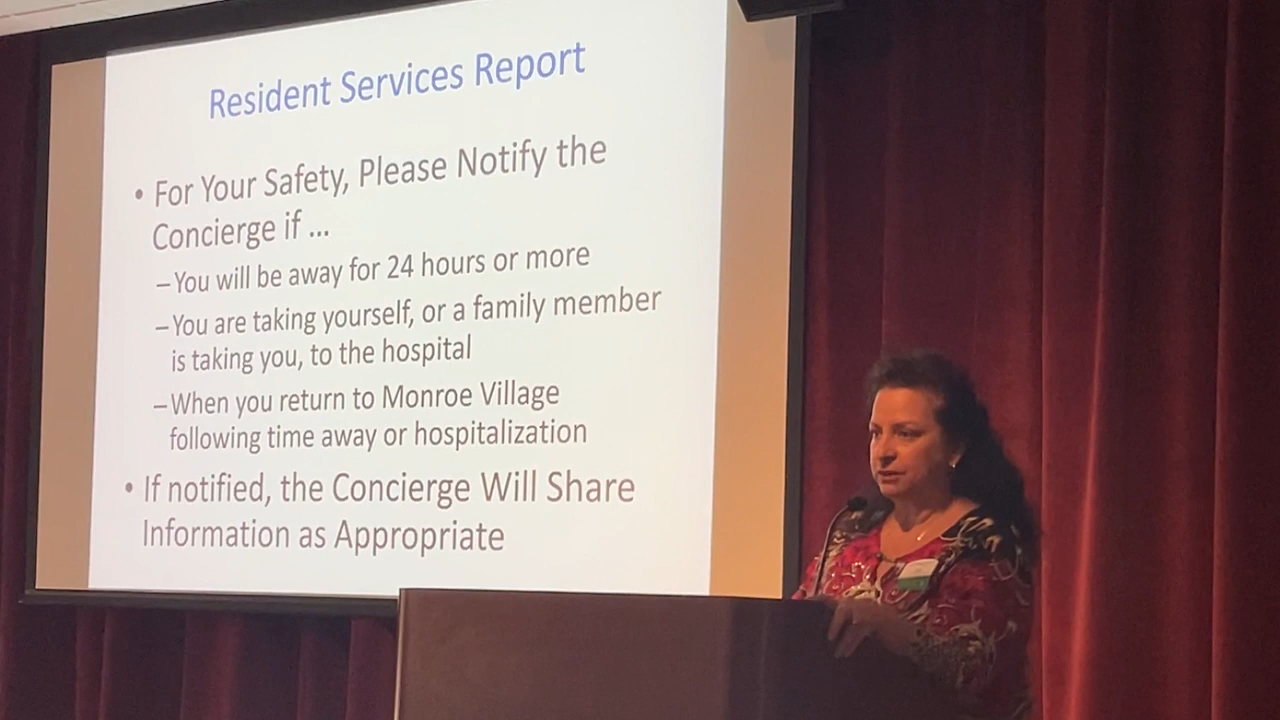 Resident Services Report
• For Your Safety, Please Notify the
Concierge if ...
–You will be away for 24 hours or more
–You are taking yourself, or a family member
is taking you, to the hospital
–When you return to Monroe Village
following time away or hospitalization
• If notified, the Concierge Will Share
Information as Appropriate